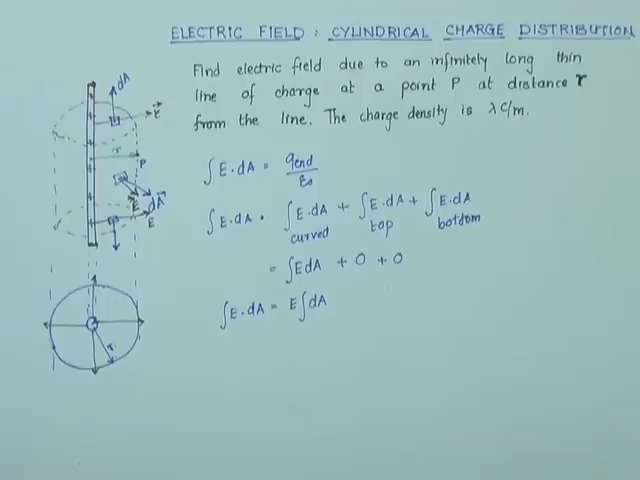 ELECTRIC FIELD : CYLINDRICAL CHARGE DISTRIBUTION
Find electric field due to an infinitely long thin
line of charge at a point P at distance r
from the line. The charge density is λ c/m.
∫E·dA = qend/ε₀
∫E·dA = ∫E·dA + ∫E·dA + ∫E·dA
curved top bottom
= ∫EdA + 0 + 0
∫E·dA = E∫dA
dA
E
r
P
E
dA
E
r